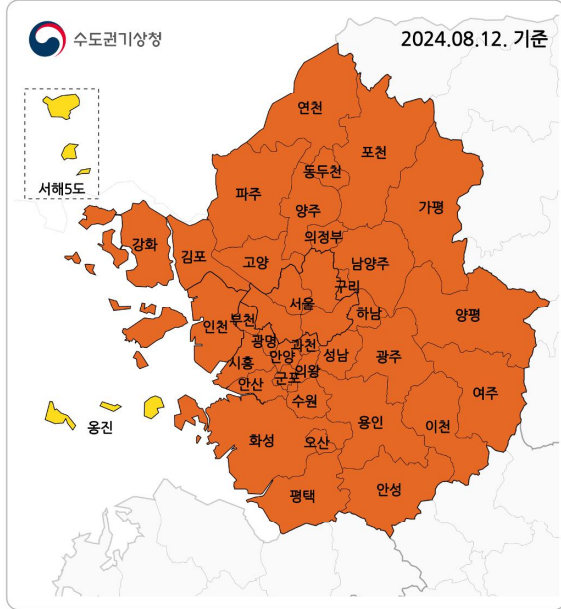 수도권기상청
2024.08.12. 기준
연천
포천
동두천
서해5도
파주
가평
양주
강화
의정부
김포
고양
남양주
구리
서울
하남
양평
인천
부천
광명
과천
시흥
안양
성남
광주
의왕
안산
군포
여주
수원
옹진
용인
이천
화성
오산
평택
안성